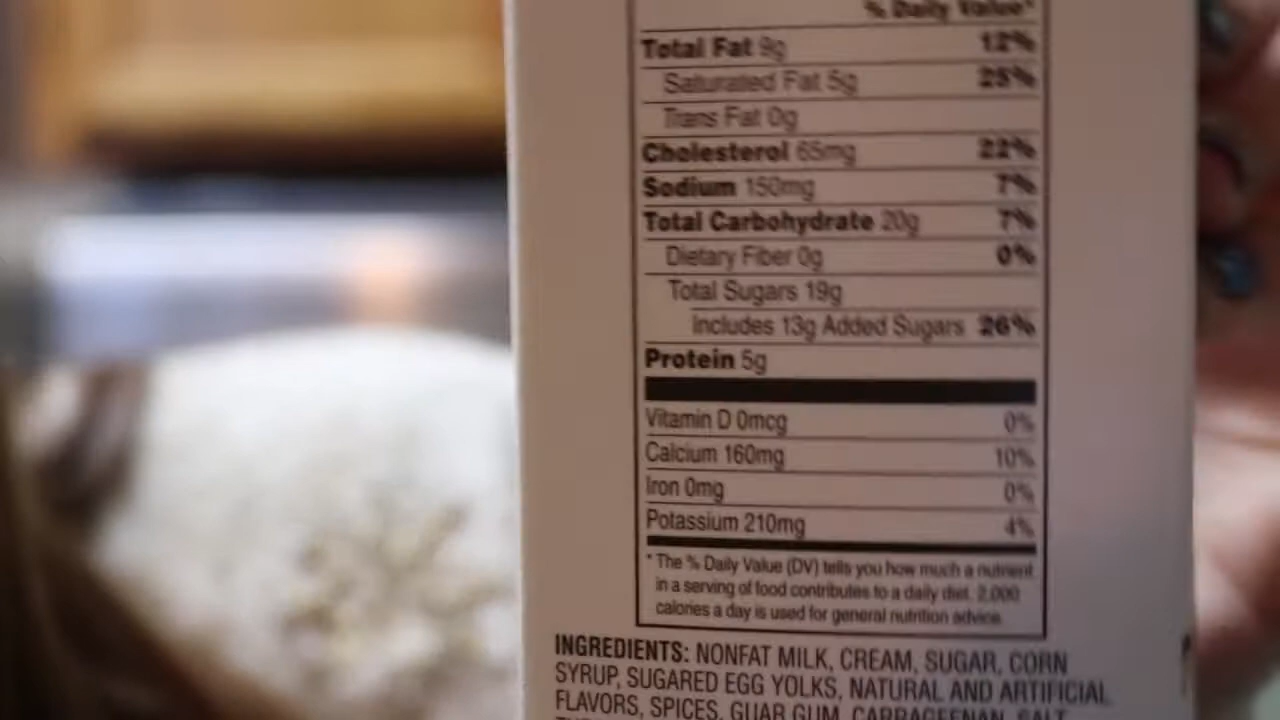 % Daily Value*
Total Fat 9g 12%
Saturated Fat 5g 25%
Trans Fat 0g
Cholesterol 65mg 22%
Sodium 150mg 7%
Total Carbohydrate 20g 7%
Dietary Fiber 0g 0%
Total Sugars 19g
Includes 13g Added Sugars 26%
Protein 5g
Vitamin D 0mcg 0%
Calcium 160mg 10%
Iron 0mg 0%
Potassium 210mg 4%
* The % Daily Value (DV) tells you how much a nutrient
in a serving of food contributes to a daily diet. 2,000
calories a day is used for general nutrition advice.
INGREDIENTS: NONFAT MILK, CREAM, SUGAR, CORN
SYRUP, SUGARED EGG YOLKS, NATURAL AND ARTIFICIAL
FLAVORS, SPICES, GUAR GUM, CARRAGEENAN, SALT,